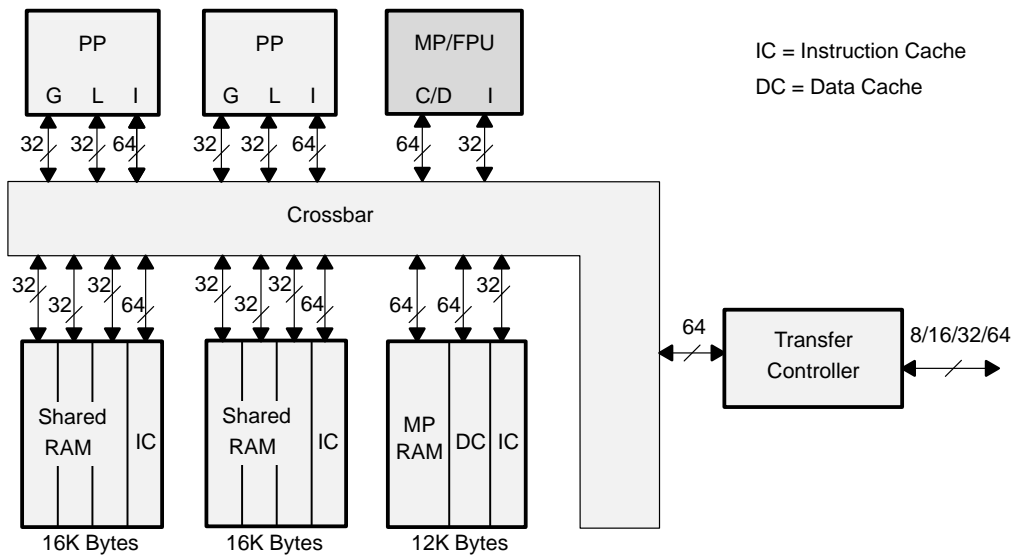 PP PP MP/FPU
G L I G L I C/D I
IC = Instruction Cache
DC = Data Cache
32 32 64 32 32 64 64 32
Crossbar
32 32 32 64 32 32 32 64 64 64 32
64
Transfer
Controller
8/16/32/64
Shared
RAM
IC
Shared
RAM
IC
MP
RAM
DC
IC
16K Bytes 16K Bytes 12K Bytes